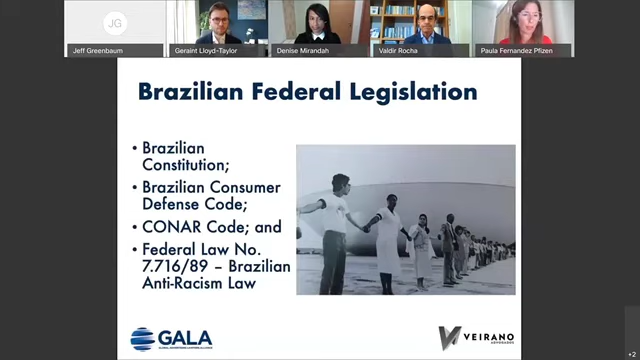 JG
Jeff Greenbaum
Geraint Lloyd-Taylor
Denise Mirandah
Valdir Rocha
Paula Fernandez Pfizen
Brazilian Federal Legislation
• Brazilian
Constitution;
• Brazilian Consumer
Defense Code;
• CONAR Code; and
• Federal Law No.
7.716/89 – Brazilian
Anti-Racism Law
GALA
GLOBAL ADVERTISING LAWYERS ALLIANCE
VEIRANO
ADVOGADOS
+2